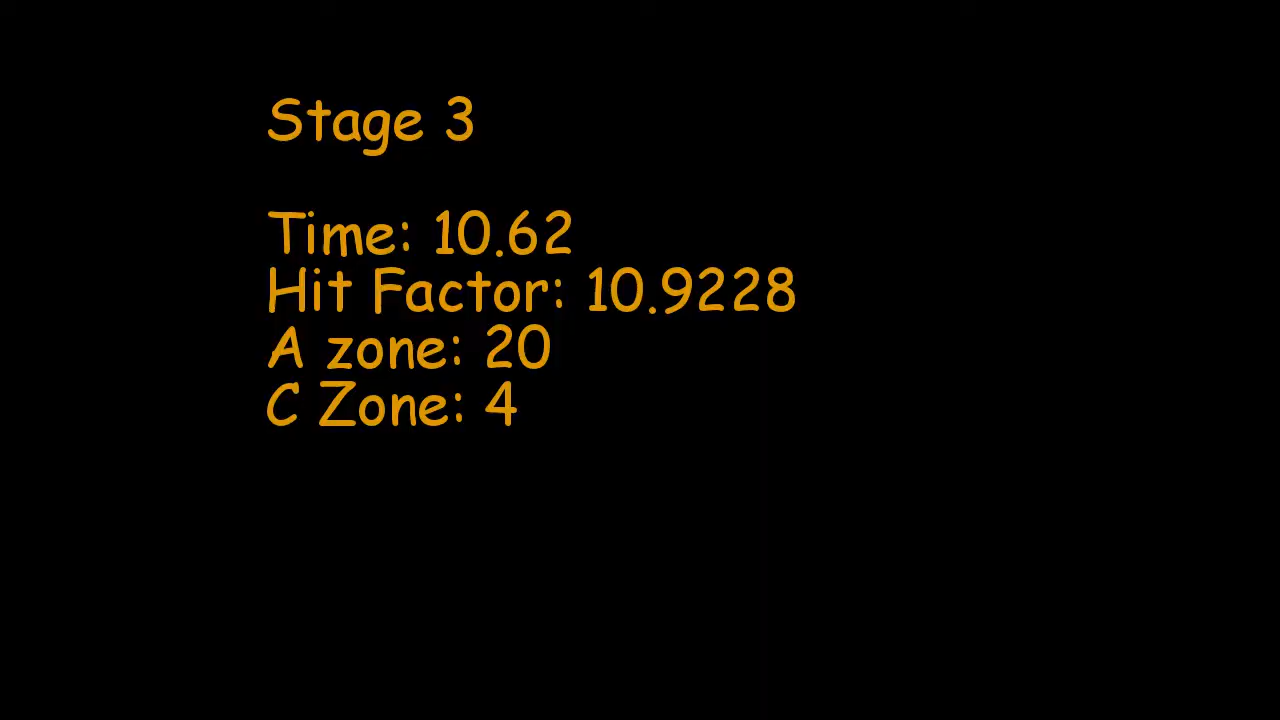 Stage 3
Time: 10.62
Hit Factor: 10.9228
A zone: 20
C Zone: 4